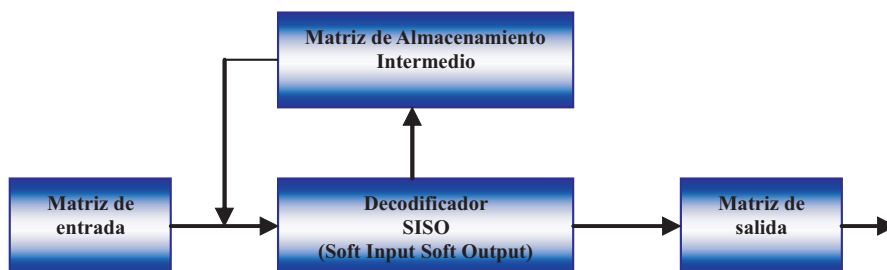 Matriz de Almacenamiento
Intermedio
Matriz de
entrada
Decodificador
SISO
(Soft Input Soft Output)
Matriz de
salida